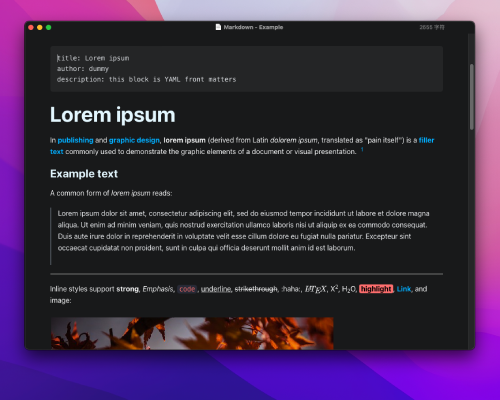 Markdown - Example
2055 字符
title: Lorem ipsum
author: dummy
description: this block is YAML front matters
Lorem ipsum
In publishing and graphic design, lorem ipsum (derived from Latin dolorem ipsum, translated as "pain itself") is a filler
text commonly used to demonstrate the graphic elements of a document or visual presentation. 1
Example text
A common form of lorem ipsum reads:
Lorem ipsum dolor sit amet, consectetur adipiscing elit, sed do eiusmod tempor incididunt ut labore et dolore magna
aliqua. Ut enim ad minim veniam, quis nostrud exercitation ullamco laboris nisi ut aliquip ex ea commodo consequat.
Duis aute irure dolor in reprehenderit in voluptate velit esse cillum dolore eu fugiat nulla pariatur. Excepteur sint
occaecat cupidatat non proident, sunt in culpa qui officia deserunt mollit anim id est laborum.
Inline styles support strong, Emphasis, code, underline, strikethrough, :haha:, LATEX, X², H₂O, highlight, Link, and
image: